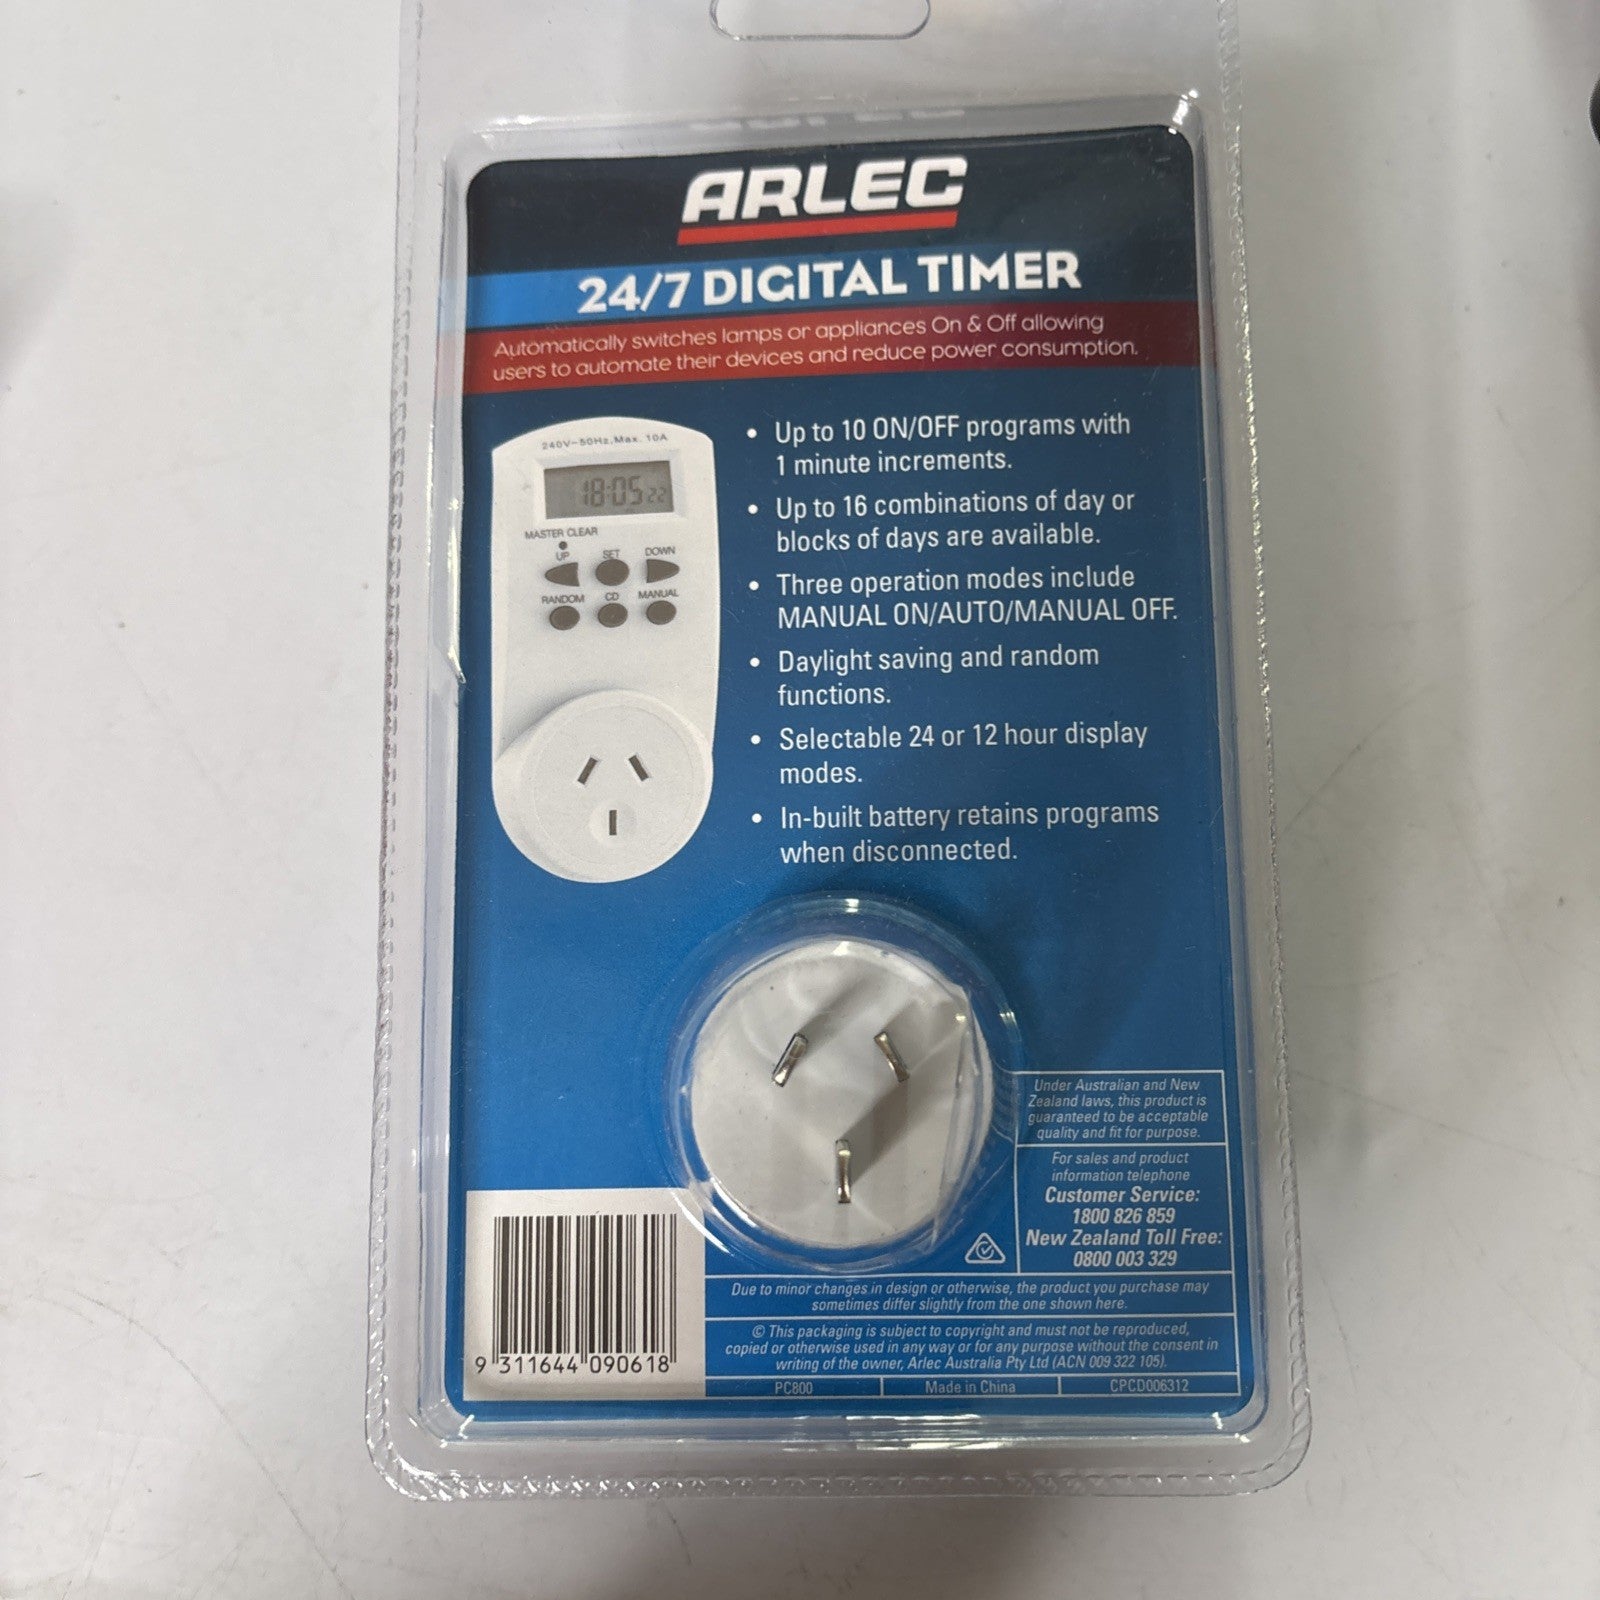 ARLEC
24/7 DIGITAL TIMER
Automatically switches lamps or appliances On & Off allowing
users to automate their devices and reduce power consumption.
240V~50Hz.Max. 10A
18:05 22
MASTER CLEAR
UP SET DOWN
RANDOM CD MANUAL
• Up to 10 ON/OFF programs with
1 minute increments.
• Up to 16 combinations of day or
blocks of days are available.
• Three operation modes include
MANUAL ON/AUTO/MANUAL OFF.
• Daylight saving and random
functions.
• Selectable 24 or 12 hour display
modes.
• In-built battery retains programs
when disconnected.
Under Australian and New
Zealand laws, this product is
guaranteed to be acceptable
quality and fit for purpose.
For sales and product
information telephone
Customer Service:
1800 826 859
New Zealand Toll Free:
0800 003 329
Due to minor changes in design or otherwise, the product you purchase may
sometimes differ slightly from the one shown here.
© This packaging is subject to copyright and must not be reproduced,
copied or otherwise used in any way or for any purpose without the consent in
writing of the owner, Arlec Australia Pty Ltd (ACN 009 322 105).
PC800 Made in China CPCD006312
9 311644 090618